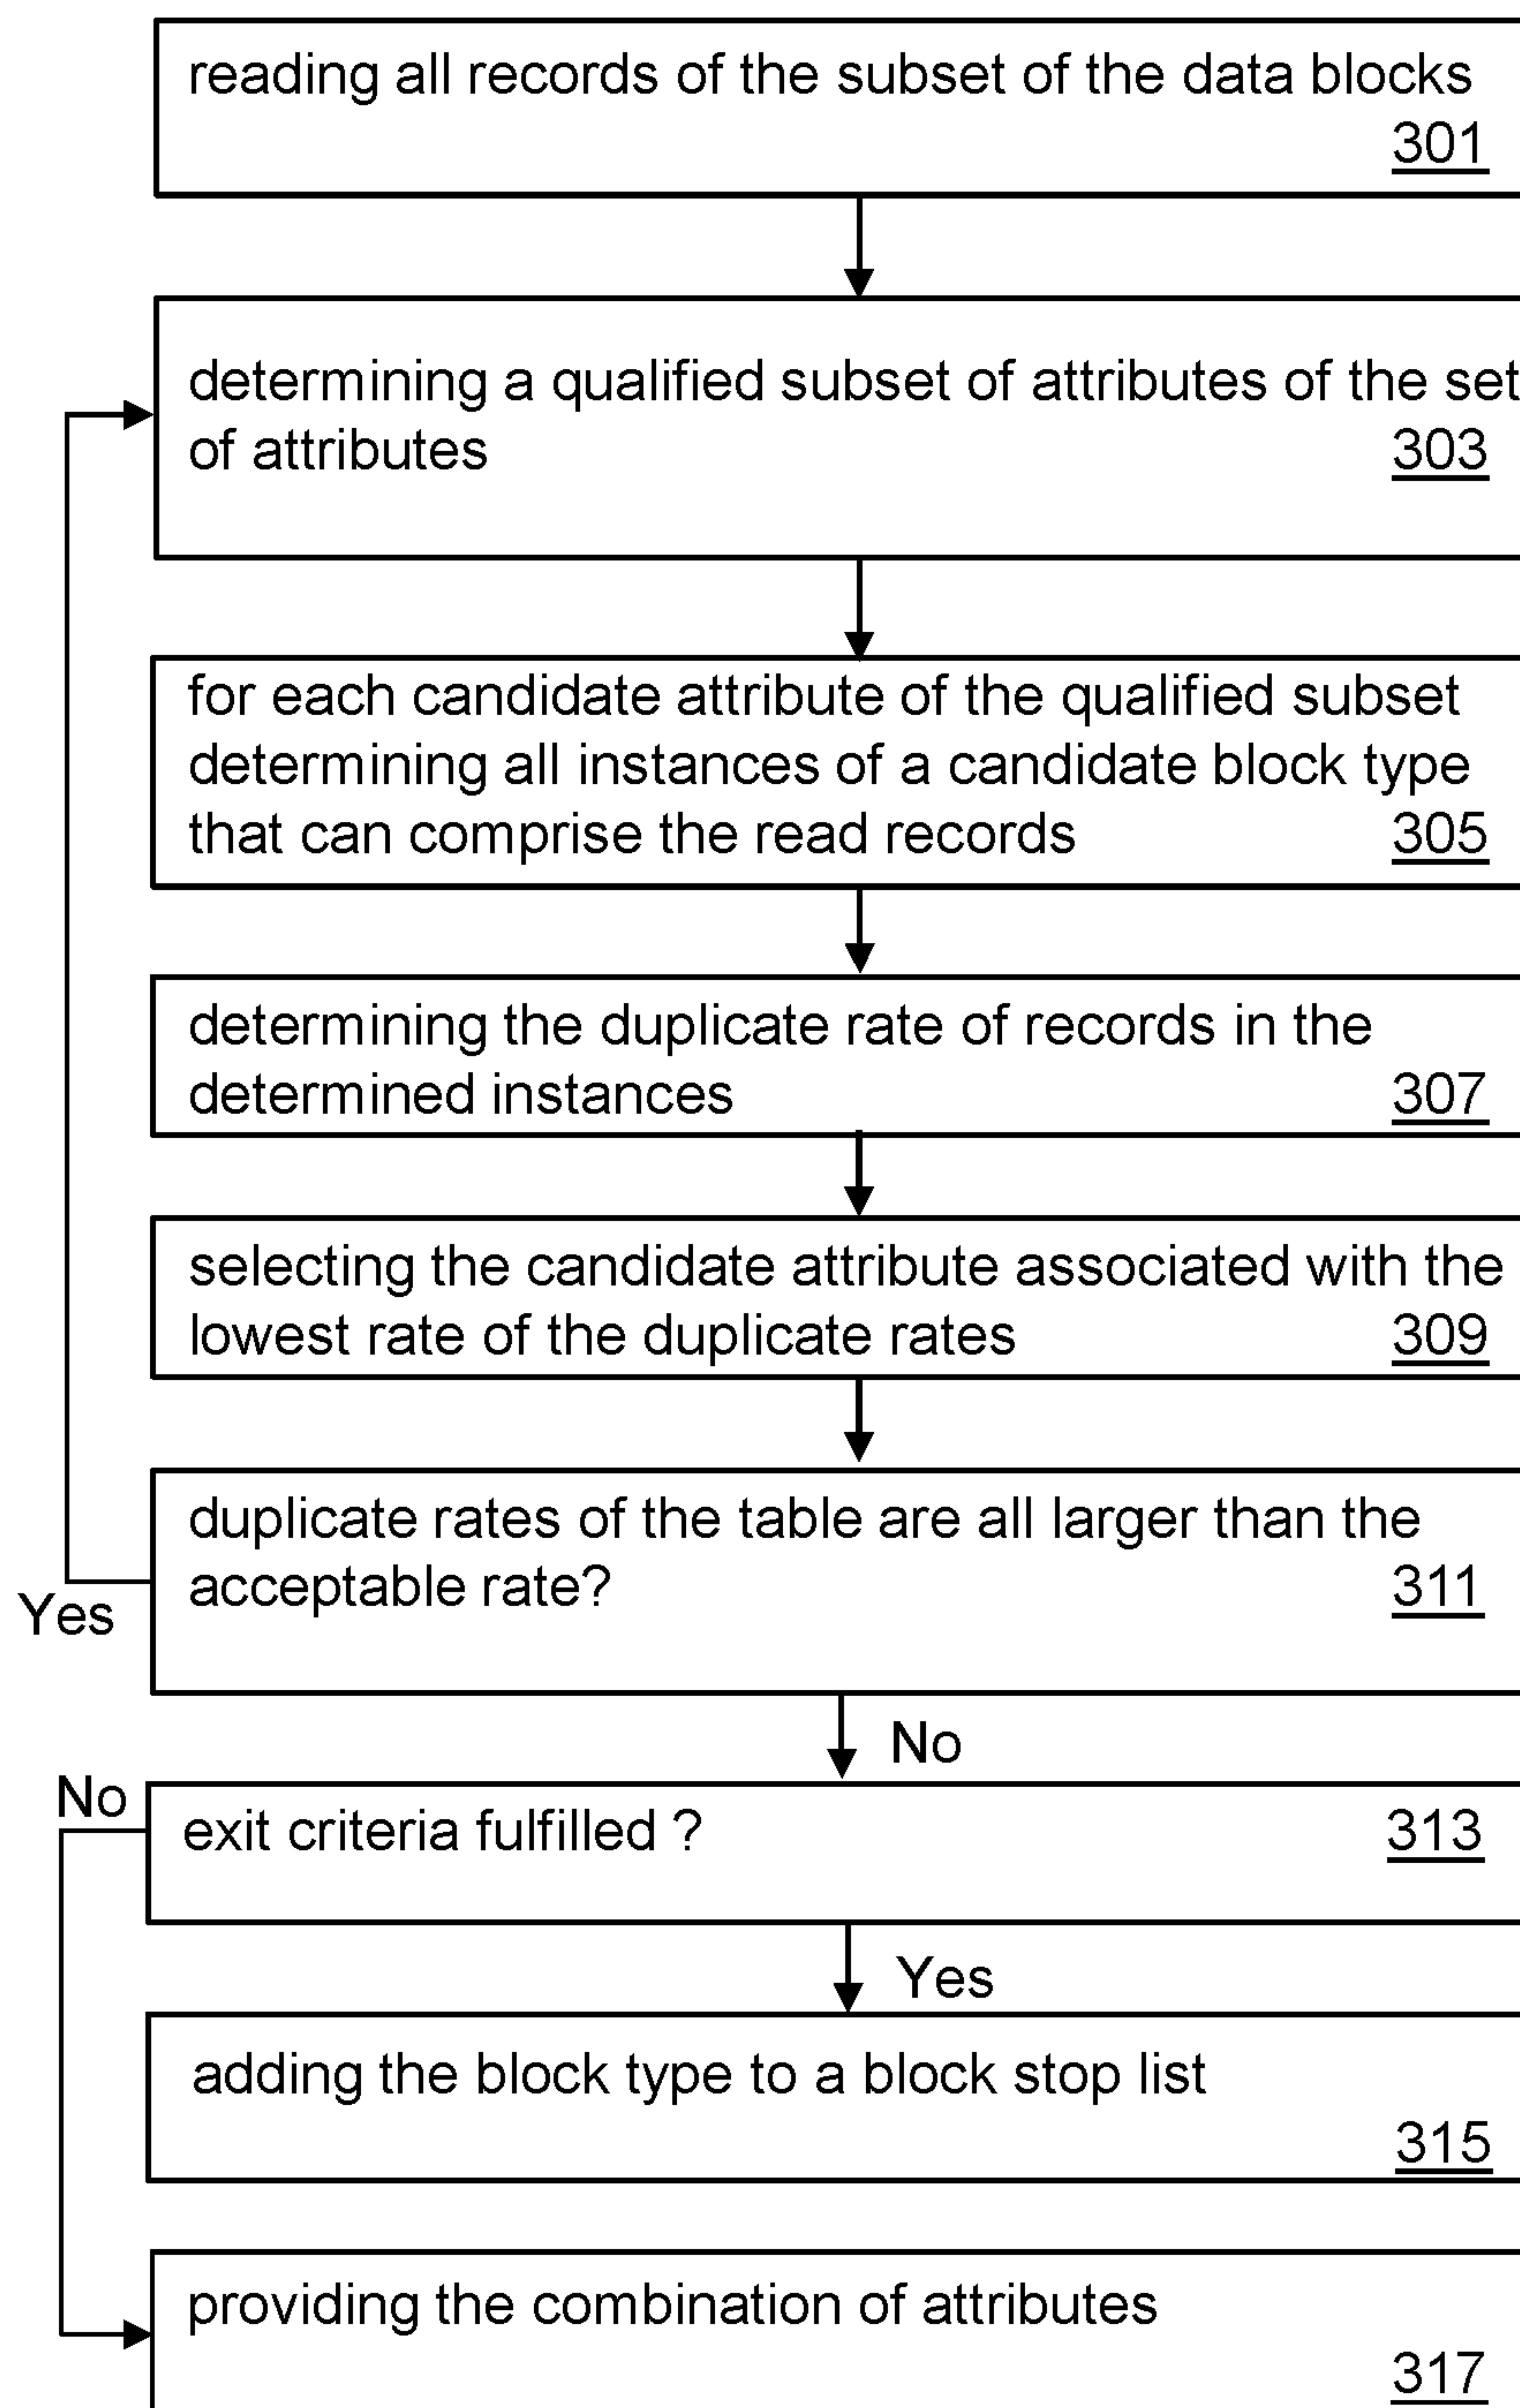 reading all records of the subset of the data blocks
301
determining a qualified subset of attributes of the set
of attributes 303
for each candidate attribute of the qualified subset
determining all instances of a candidate block type
that can comprise the read records 305
determining the duplicate rate of records in the
determined instances 307
selecting the candidate attribute associated with the
lowest rate of the duplicate rates 309
duplicate rates of the table are all larger than the
acceptable rate? 311
Yes
No
No
exit criteria fulfilled ? 313
Yes
adding the block type to a block stop list
315
providing the combination of attributes
317